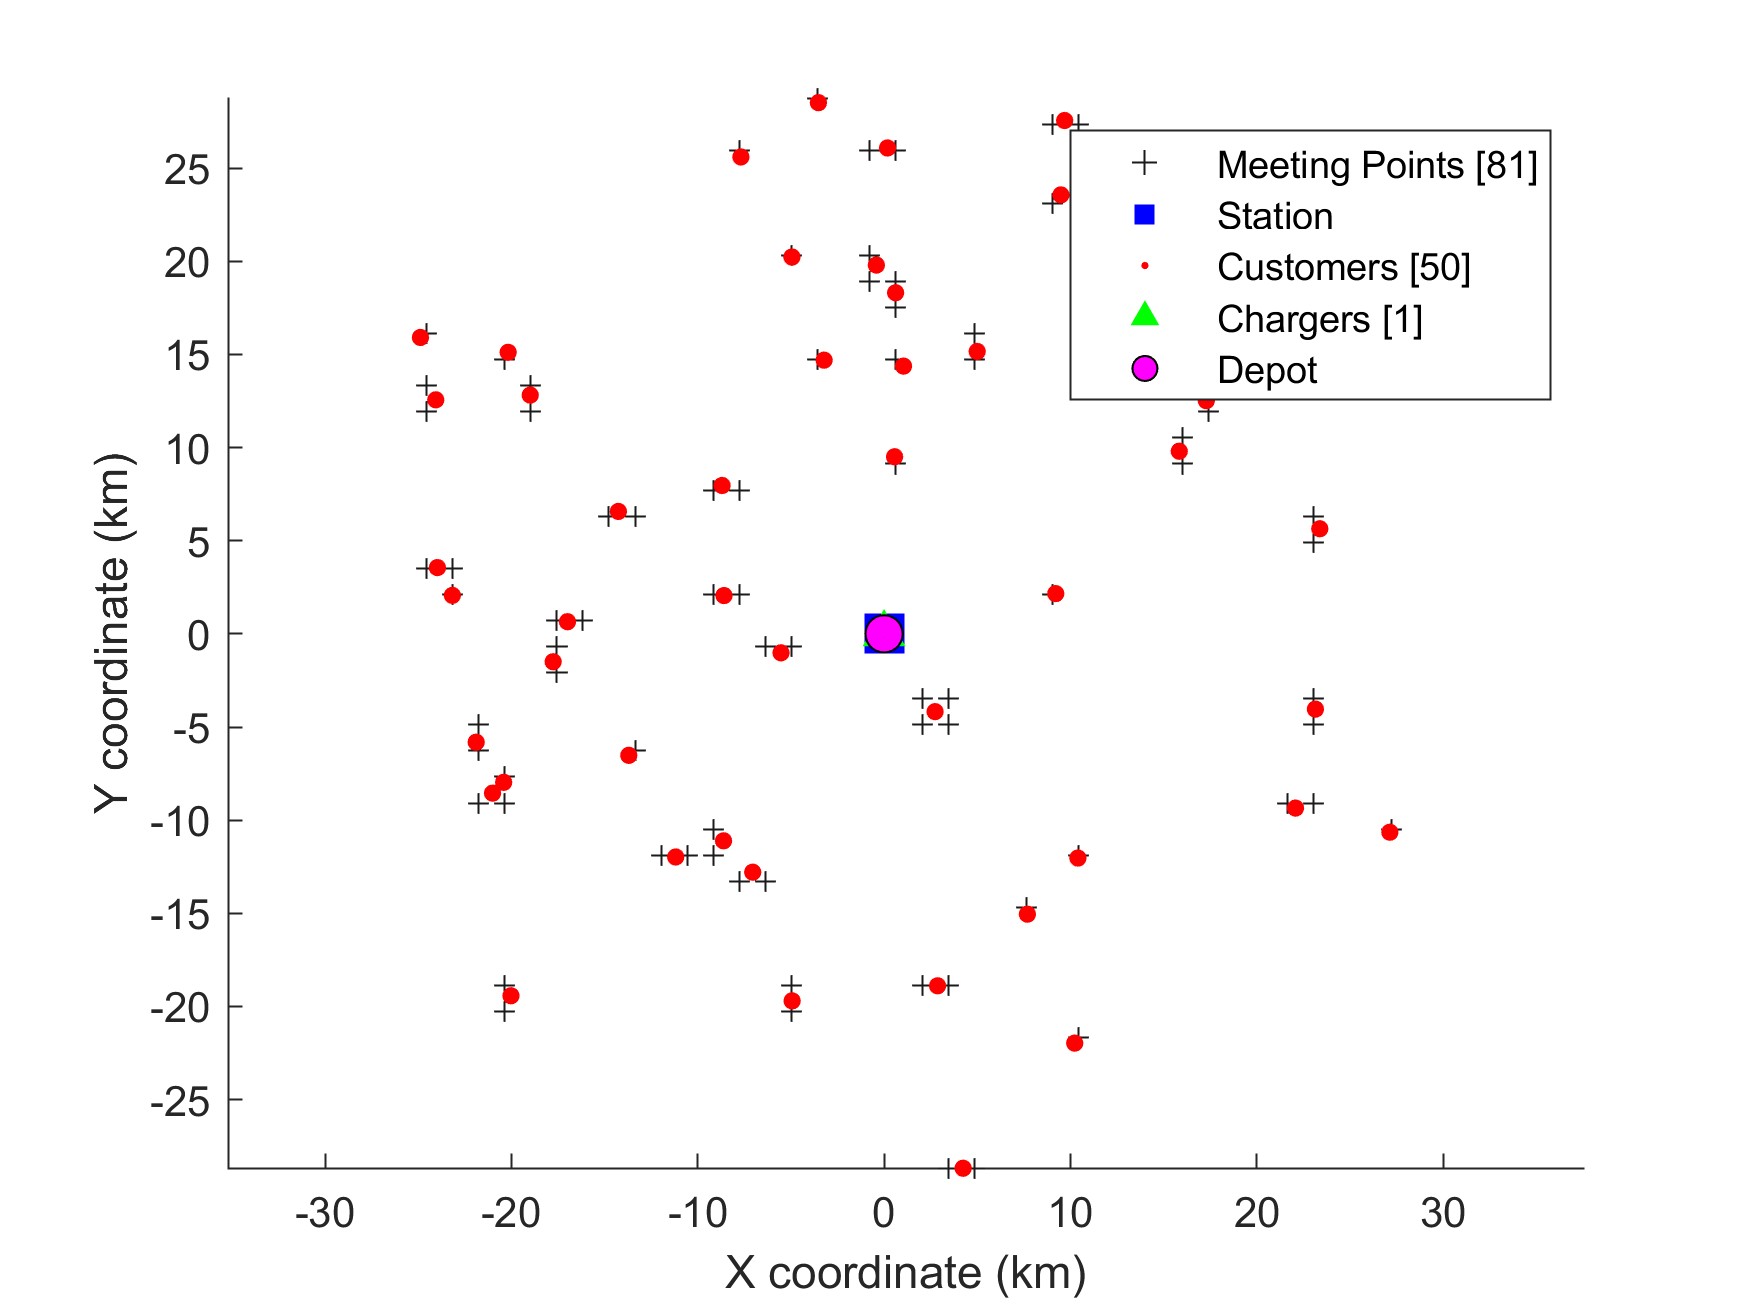 Meeting Points [81]
Station
Customers [50]
Chargers [1]
Depot
25
20
15
10
5
0
-5
-10
-15
-20
-25
Y coordinate (km)
-30 -20 -10 0 10 20 30
X coordinate (km)